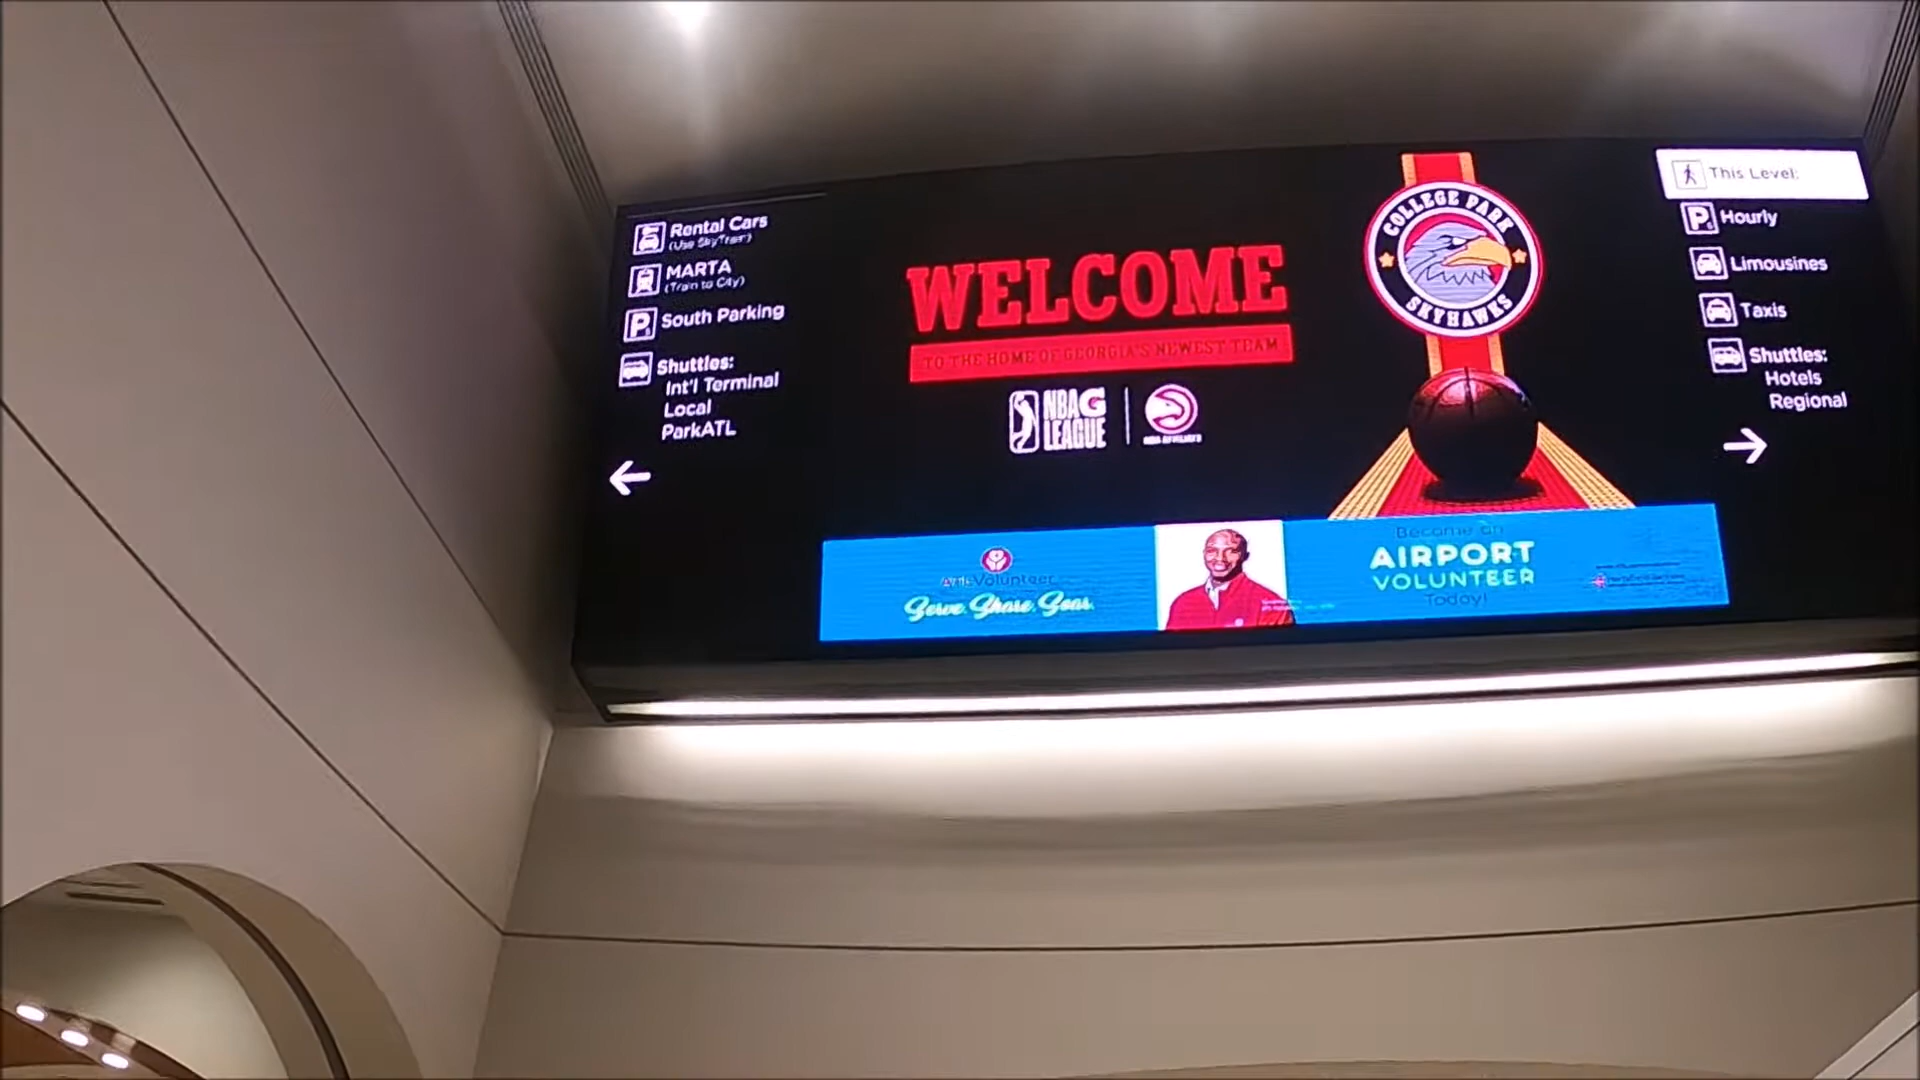 Rental Cars
(Use SkyTrain)
MARTA
(Train to City)
P South Parking
Shuttles:
Int'l Terminal
Local
ParkATL
←
WELCOME
TO THE HOME OF GEORGIA'S NEWEST TEAM
NBA G
LEAGUE
COLLEGE PARK
SKYHAWKS
This Level:
P Hourly
Limousines
Taxis
Shuttles:
Hotels
Regional
→
Volunteer
Serve. Share. Soar.
Become an
AIRPORT
VOLUNTEER
Today!